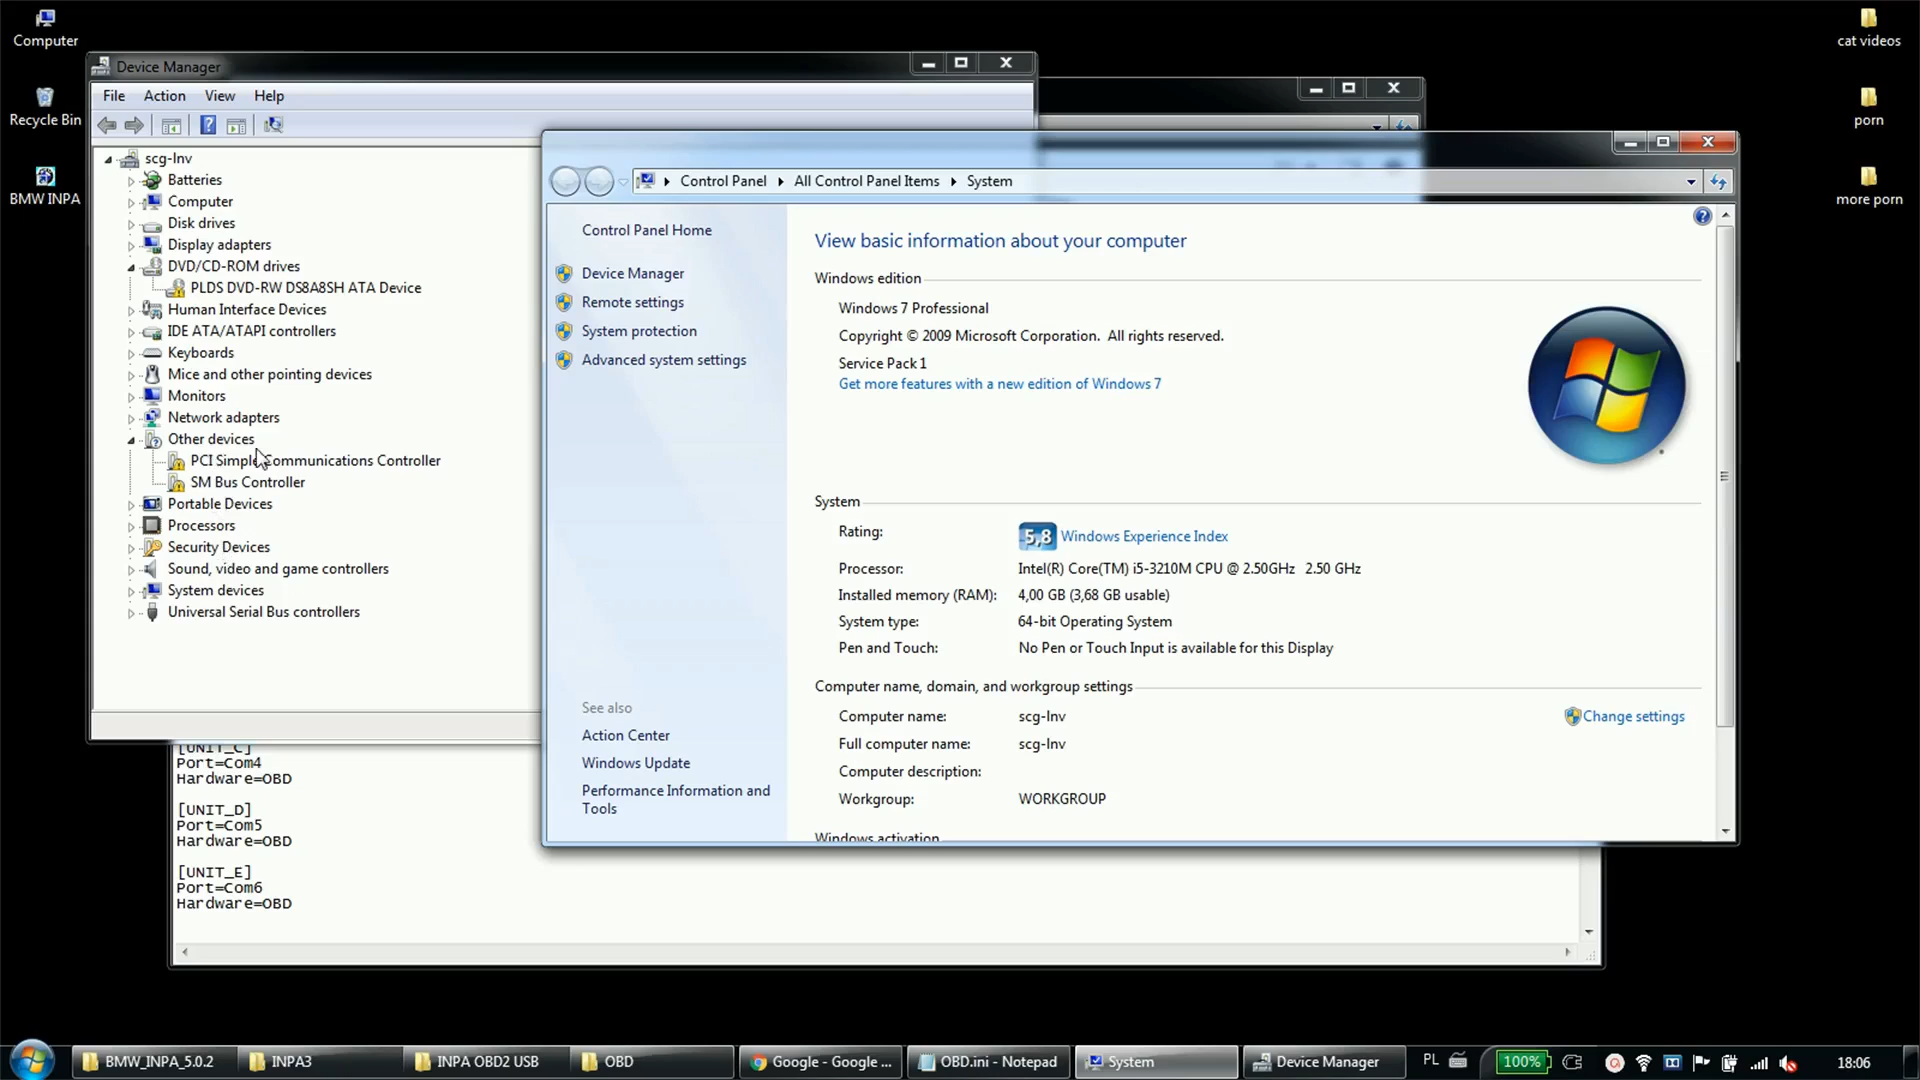 Computer
Recycle Bin
BMW INPA
cat videos
porn
more porn
Device Manager
File Action View Help
scg-lnv
Batteries
Computer
Disk drives
Display adapters
DVD/CD-ROM drives
PLDS DVD-RW DS8A8SH ATA Device
Human Interface Devices
IDE ATA/ATAPI controllers
Keyboards
Mice and other pointing devices
Monitors
Network adapters
Other devices
PCI Simple Communications Controller
SM Bus Controller
Portable Devices
Processors
Security Devices
Sound, video and game controllers
System devices
Universal Serial Bus controllers
Control Panel All Control Panel Items System
Control Panel Home
Device Manager
Remote settings
System protection
Advanced system settings
See also
Action Center
Windows Update
Performance Information and
Tools
View basic information about your computer
Windows edition
Windows 7 Professional
Copyright © 2009 Microsoft Corporation. All rights reserved.
Service Pack 1
Get more features with a new edition of Windows 7
System
Rating: 5,8 Windows Experience Index
Processor: Intel(R) Core(TM) i5-3210M CPU @ 2.50GHz 2.50 GHz
Installed memory (RAM): 4,00 GB (3,68 GB usable)
System type: 64-bit Operating System
Pen and Touch: No Pen or Touch Input is available for this Display
Computer name, domain, and workgroup settings
Computer name: scg-lnv Change settings
Full computer name: scg-lnv
Computer description:
Workgroup: WORKGROUP
Windows activation
[UNIT_C]
Port=Com4
Hardware=OBD
[UNIT_D]
Port=Com5
Hardware=OBD
[UNIT_E]
Port=Com6
Hardware=OBD
BMW_INPA_5.0.2 INPA3 INPA OBD2 USB OBD Google - Google ... OBD.ini - Notepad System Device Manager PL 100% 18:06